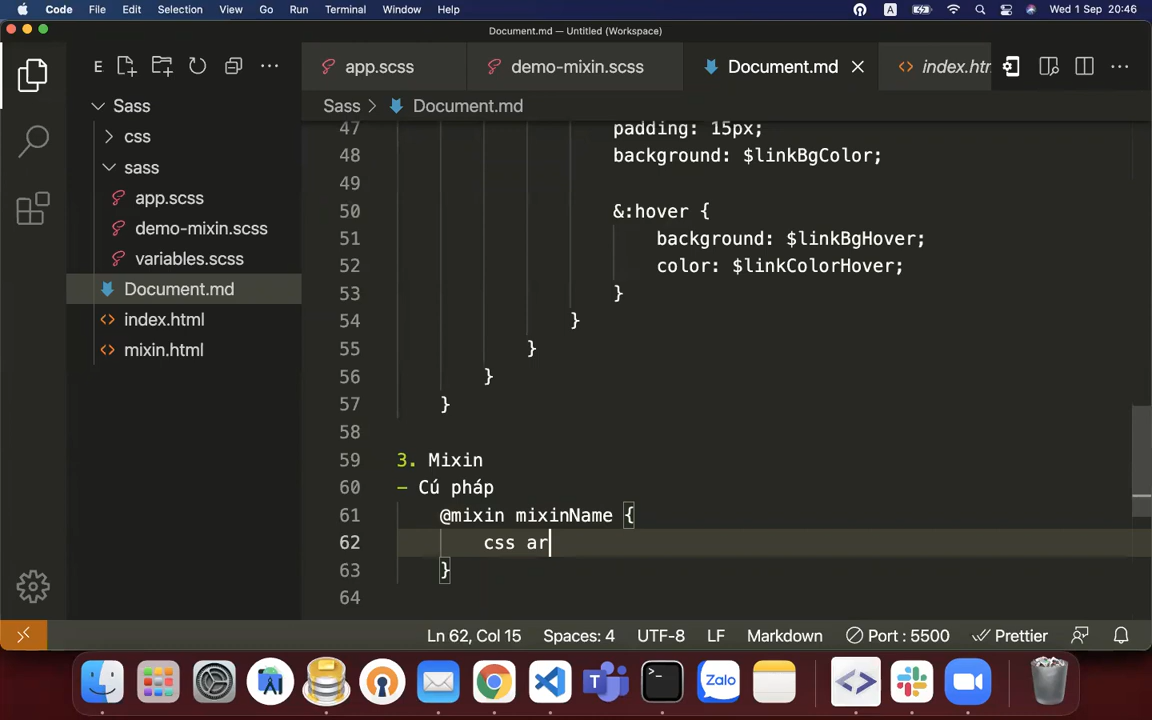 Code File Edit Selection View Go Run Terminal Window Help A Wed 1 Sep 20:46
Document.md — Untitled (Workspace)
E
app.scss
demo-mixin.scss
Document.md
index.htm
Sass
css
sass
app.scss
demo-mixin.scss
variables.scss
Document.md
index.html
mixin.html
Sass > Document.md
47 padding: 15px;
48 background: $linkBgColor;
49
50 &:hover {
51 background: $linkBgHover;
52 color: $linkColorHover;
53 }
54 }
55 }
56 }
57 }
58
59 3. Mixin
60 - Cú pháp
61 @mixin mixinName {
62 css ar
63 }
64
Ln 62, Col 15 Spaces: 4 UTF-8 LF Markdown Port : 5500 Prettier
Zalo